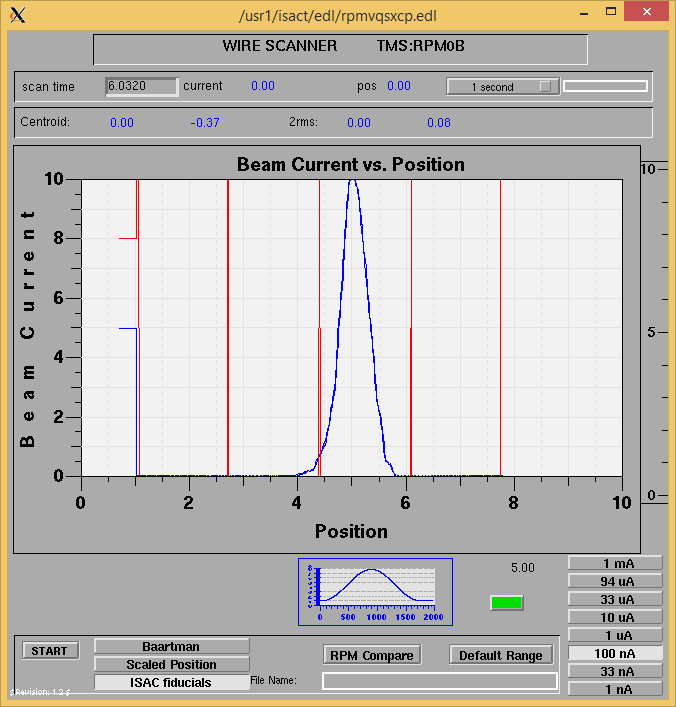 /usr1/isact/edl/rpmvqsxcp.edl
WIRE SCANNER TMS:RPM0B
scan time 6.0320 current 0.00 pos 0.00 1 second
Centroid: 0.00 -0.37 2rms: 0.00 0.08
Beam Current vs. Position
10
8
6
4
2
0
Beam Current
0 2 4 6 8 10
Position
10
5
0
8
0 500 1000 1500 2000
5.00
1 mA
94 uA
33 uA
10 uA
1 uA
100 nA
33 nA
1 nA
START
Baartman
Scaled Position
ISAC fiducials
RPM Compare
Default Range
File Name:
$Revision: 1.2 $